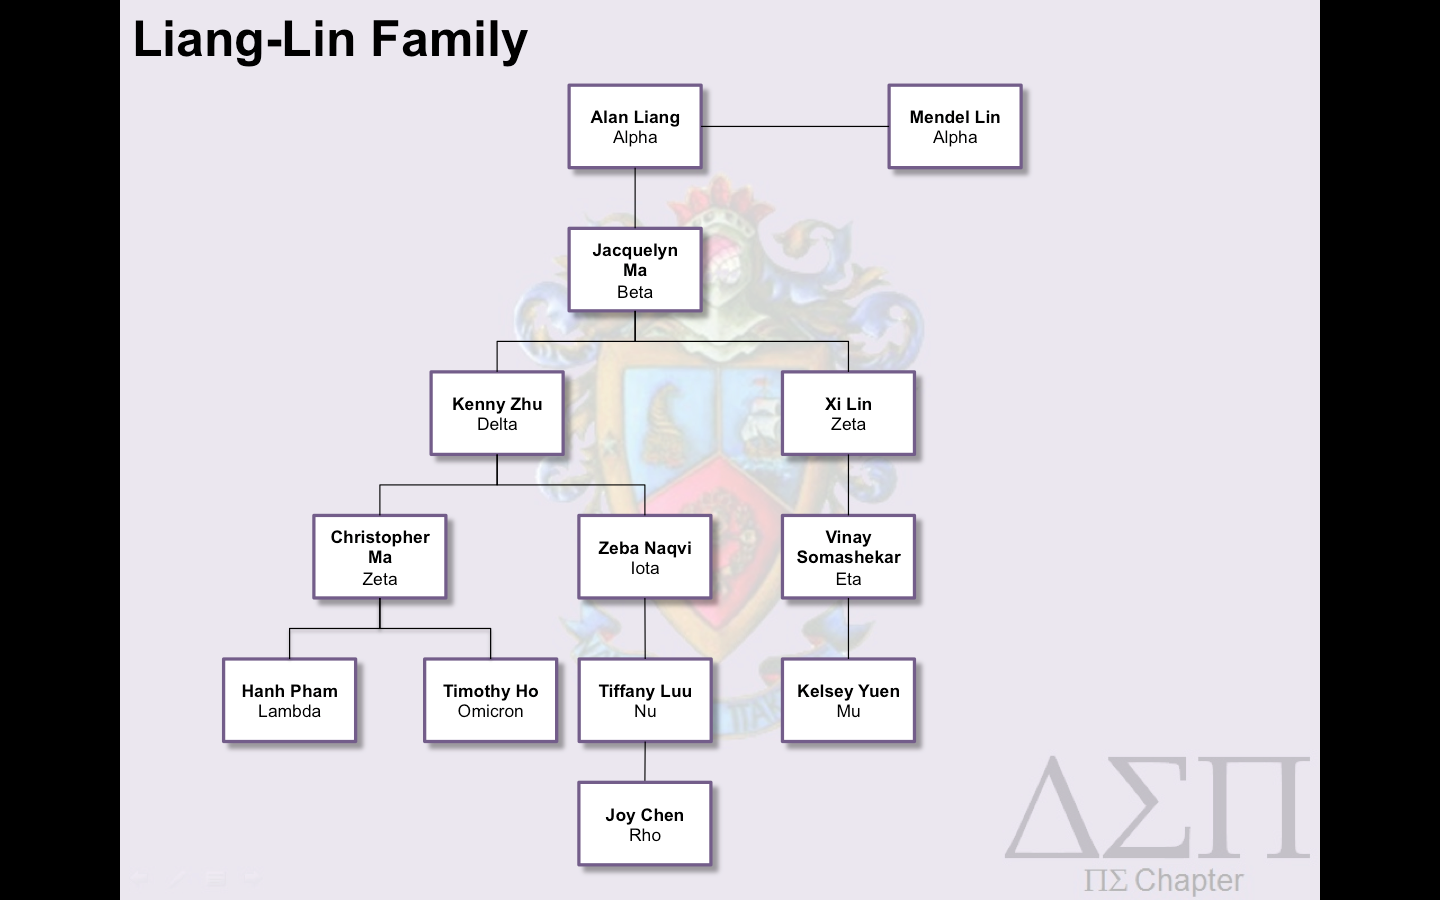 Liang-Lin Family
Alan Liang
Alpha
Mendel Lin
Alpha
Jacquelyn
Ma
Beta
Kenny Zhu
Delta
Xi Lin
Zeta
Christopher
Ma
Zeta
Zeba Naqvi
Iota
Vinay
Somashekar
Eta
Hanh Pham
Lambda
Timothy Ho
Omicron
Tiffany Luu
Nu
Kelsey Yuen
Mu
Joy Chen
Rho
ΔΣΠ
ΠΣ Chapter